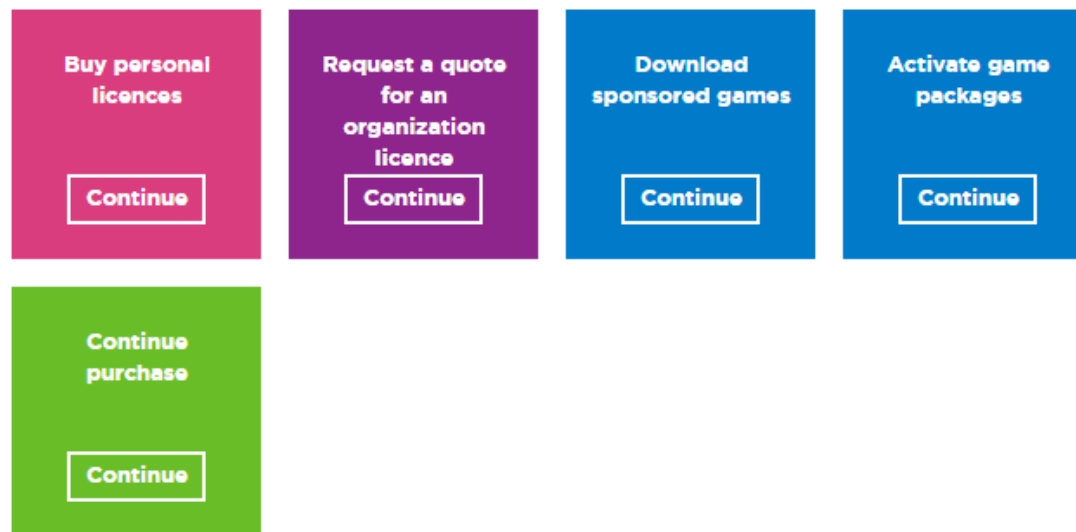 Buy personal
licences
Continue
Request a quote
for an
organization
licence
Continue
Download
sponsored games
Continue
Activate game
packages
Continue
Continue
purchase
Continue